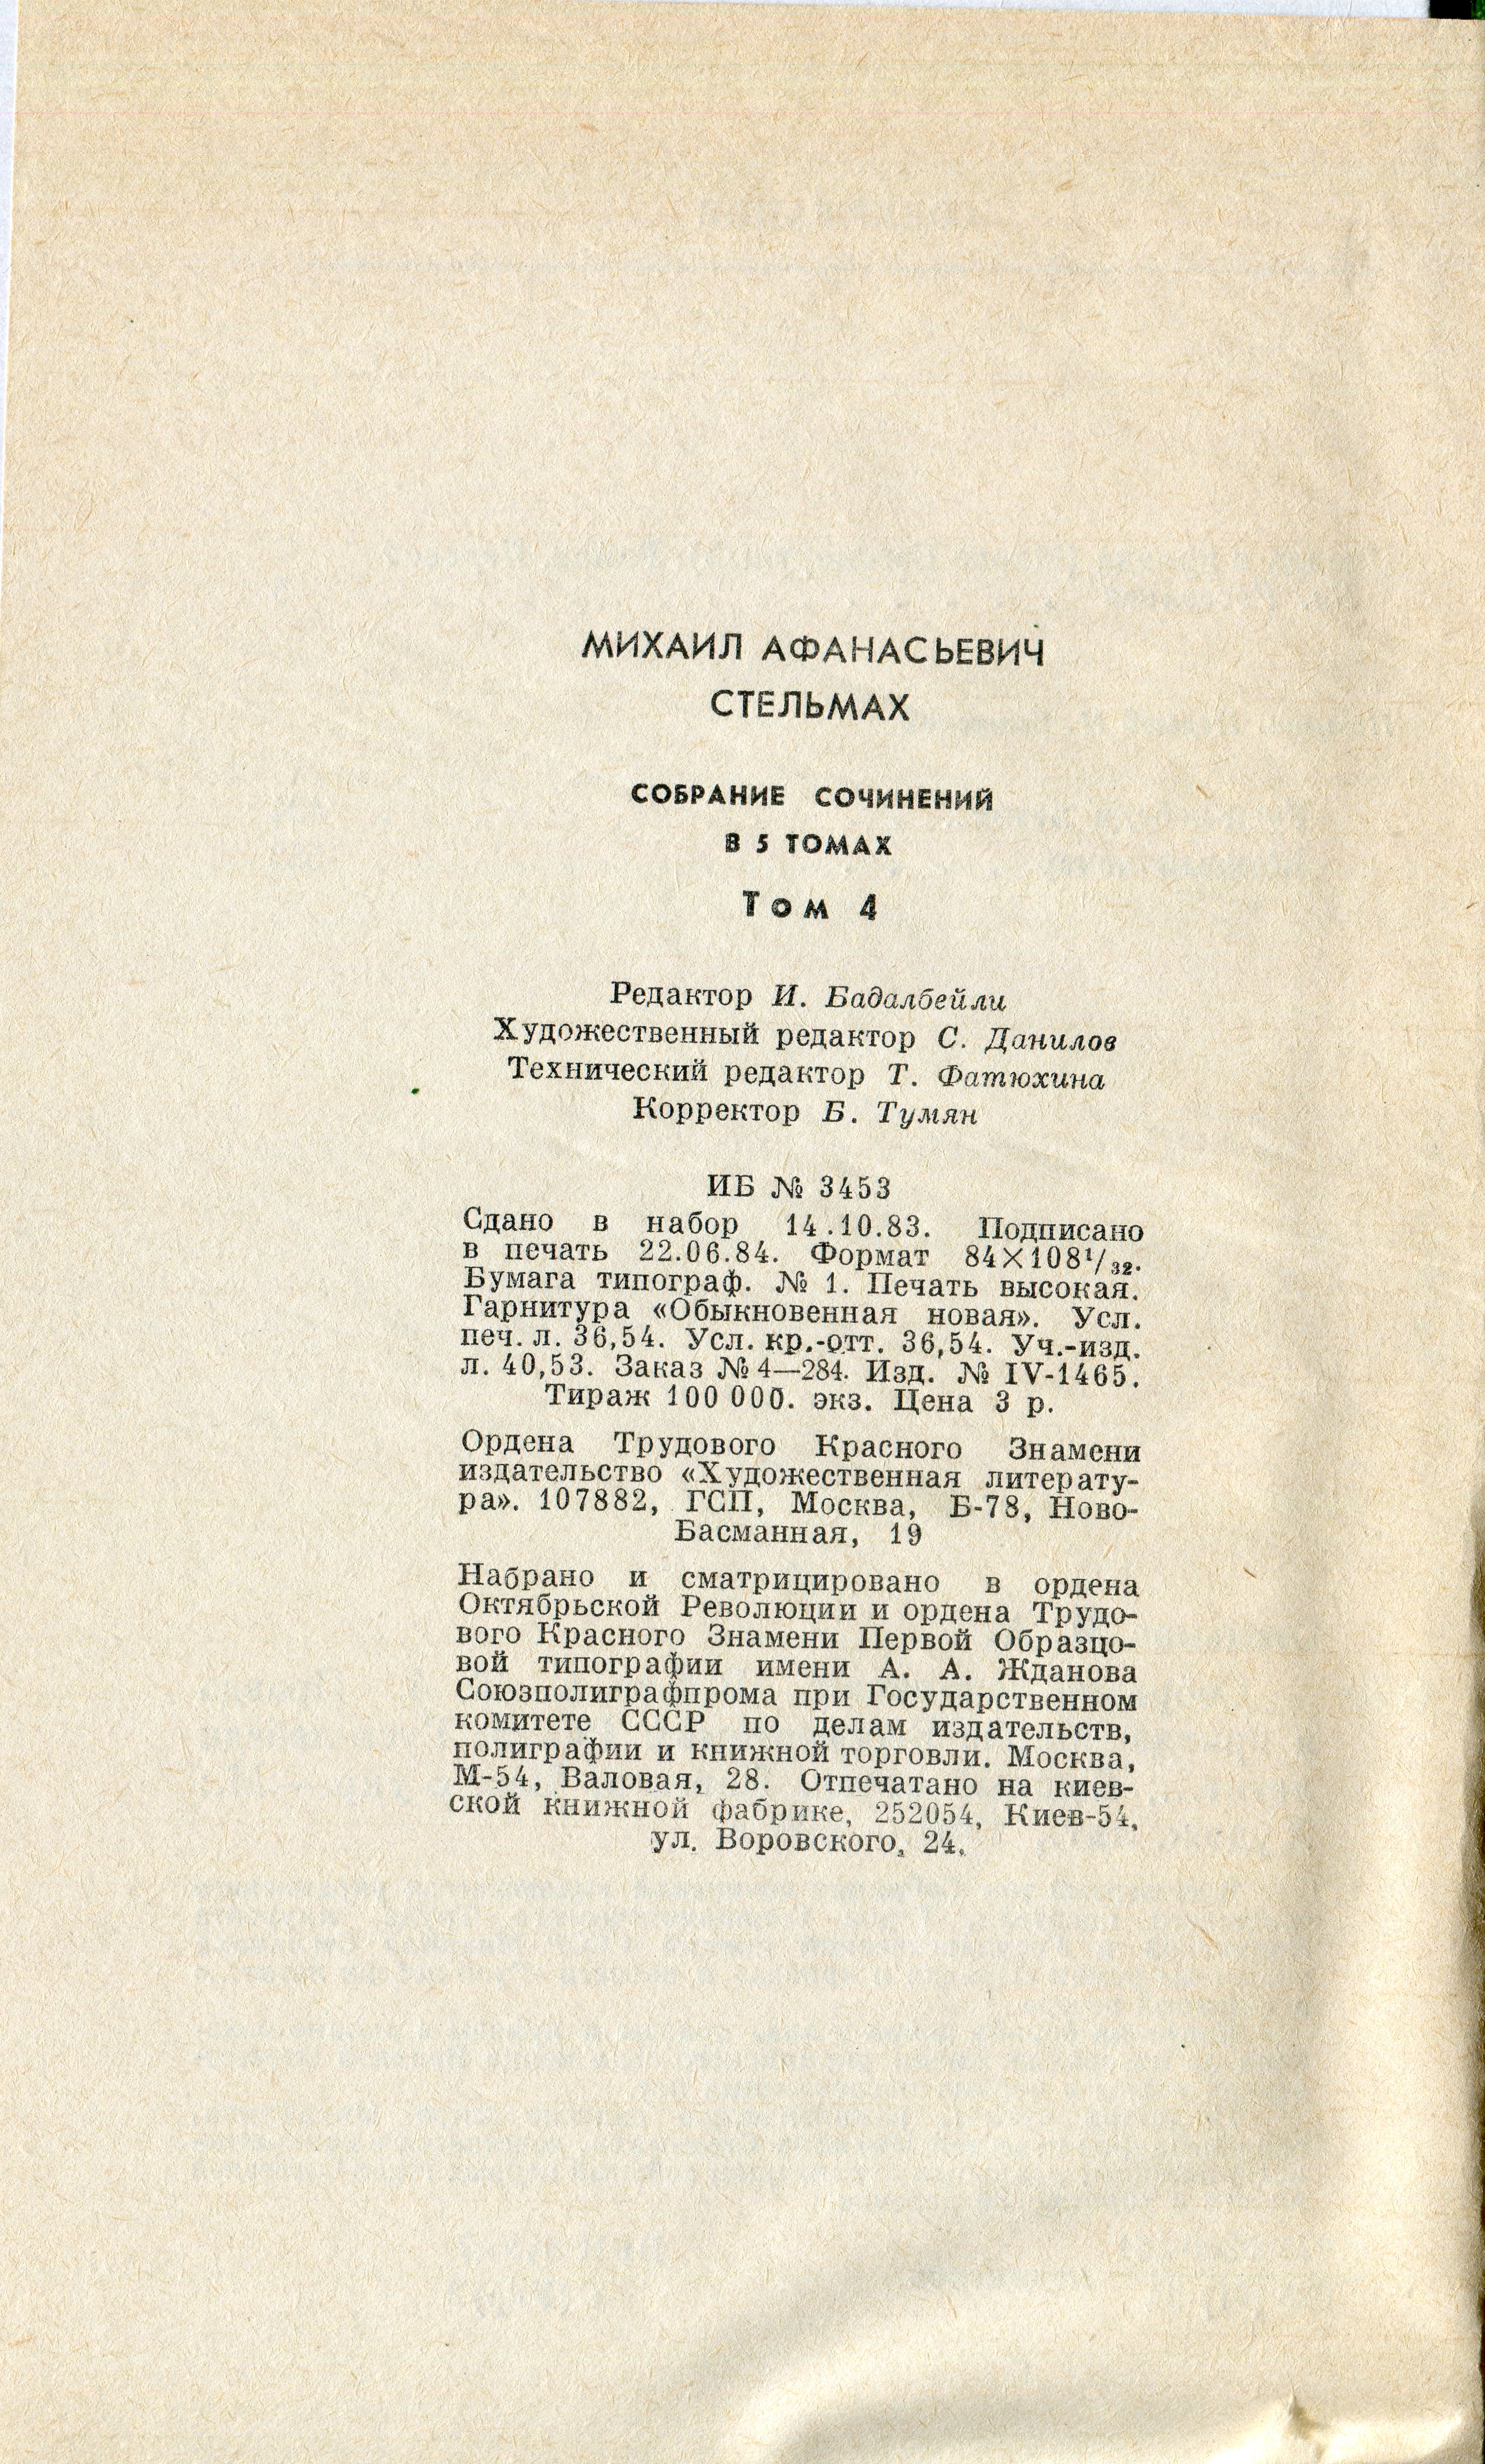 МИХАИЛ АФАНАСЬЕВИЧ
СТЕЛЬМАХ
СОБРАНИЕ СОЧИНЕНИЙ
В 5 ТОМАХ
Том 4
Редактор И. Бадалбейли
Художественный редактор С. Данилов
Технический редактор Т. Фатюхина
Корректор Б. Тумян
ИБ № 3453
Сдано в набор 14.10.83. Подписано
в печать 22.06.84. Формат 84×108¹/₃₂.
Бумага типограф. № 1. Печать высокая.
Гарнитура «Обыкновенная новая». Усл.
печ. л. 36,54. Усл. кр.-отт. 36,54. Уч.-изд.
л. 40,53. Заказ № 4—284. Изд. № IV-1465.
Тираж 100 000. экз. Цена 3 р.
Ордена Трудового Красного Знамени
издательство «Художественная литерату-
ра». 107882, ГСП, Москва, Б-78, Ново-
Басманная, 19
Набрано и сматрицировано в ордена
Октябрьской Революции и ордена Трудо-
вого Красного Знамени Первой Образцо-
вой типографии имени А. А. Жданова
Союзполиграфпрома при Государственном
комитете СССР по делам издательств,
полиграфии и книжной торговли. Москва,
М-54, Валовая, 28. Отпечатано на киев-
ской книжной фабрике, 252054, Киев-54,
ул. Воровского, 24.